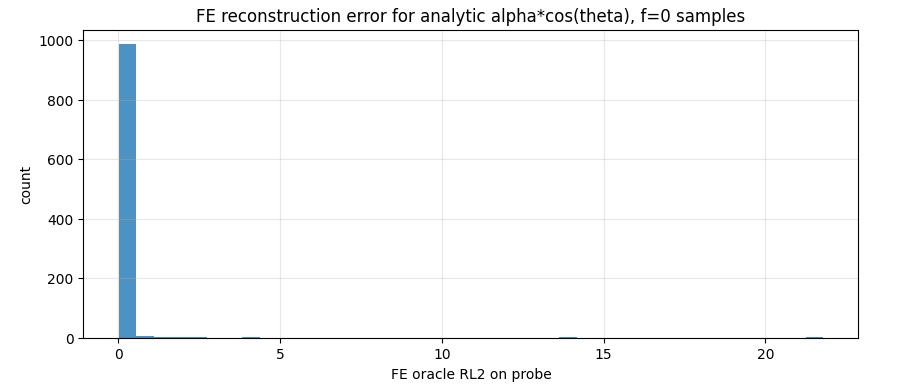 FE reconstruction error for analytic alpha*cos(theta), f=0 samples
1000
800
600
400
200
0
count
0 5 10 15 20
FE oracle RL2 on probe